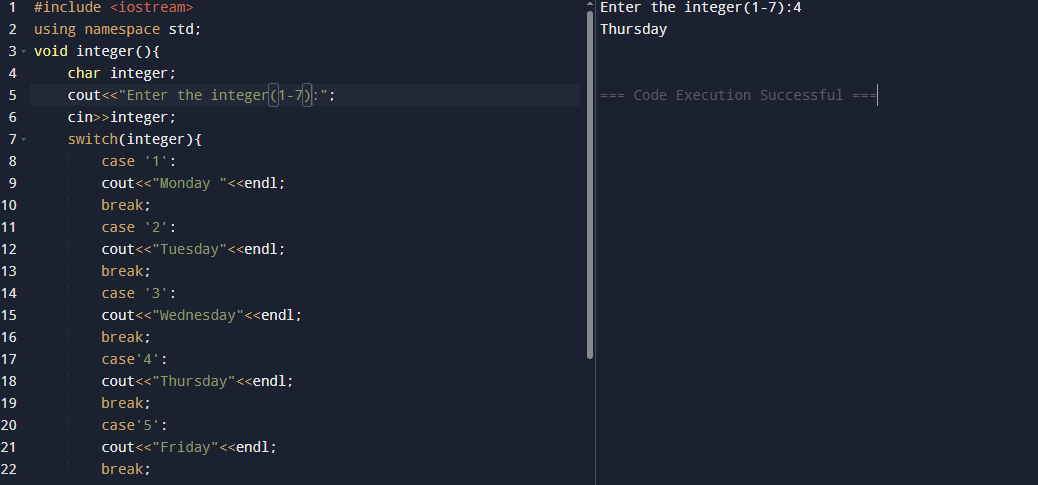 1 #include <iostream>
2 using namespace std;
3 void integer(){
4 char integer;
5 cout<<"Enter the integer(1-7):";
6 cin>>integer;
7 switch(integer){
8 case '1':
9 cout<<"Monday "<<endl;
10 break;
11 case '2':
12 cout<<"Tuesday"<<endl;
13 break;
14 case '3':
15 cout<<"Wednesday"<<endl;
16 break;
17 case'4':
18 cout<<"Thursday"<<endl;
19 break;
20 case'5':
21 cout<<"Friday"<<endl;
22 break;
Enter the integer(1-7):4
Thursday
=== Code Execution Successful ===